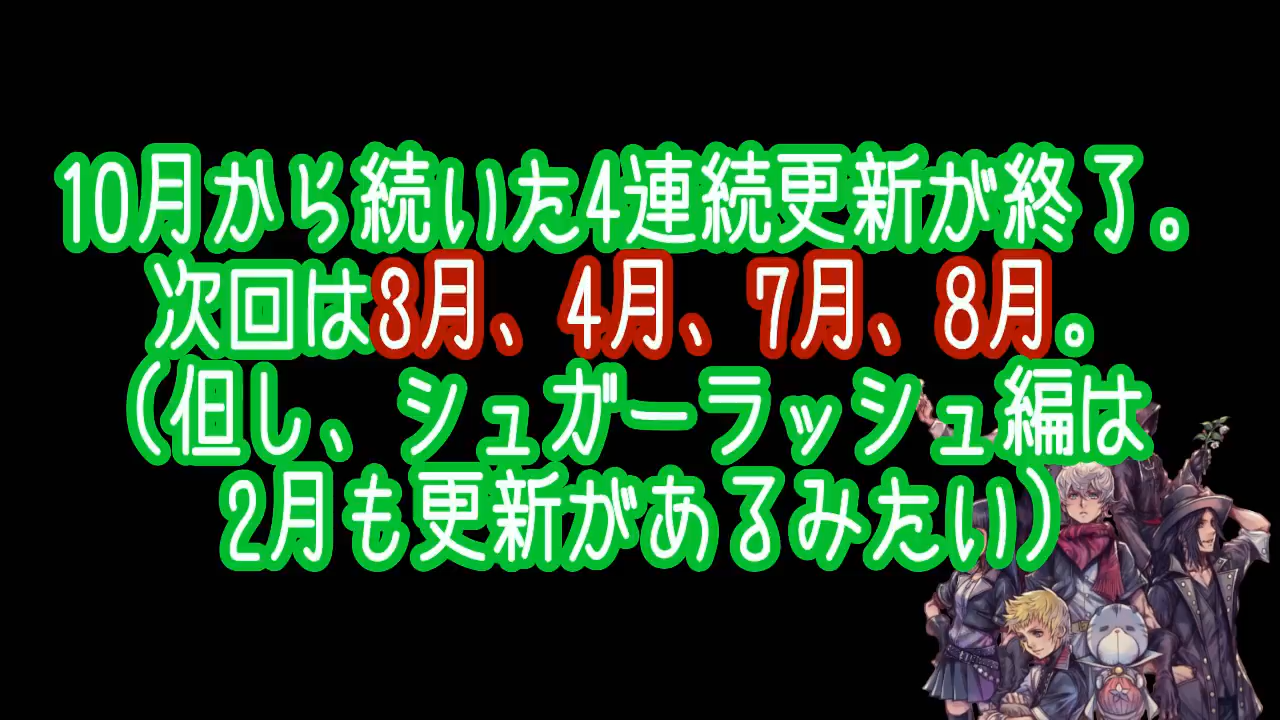 10月から続いた4連続更新が終了。
次回は3月、4月、7月、8月。
（但し、シュガーラッシュ編は
2月も更新があるみたい）